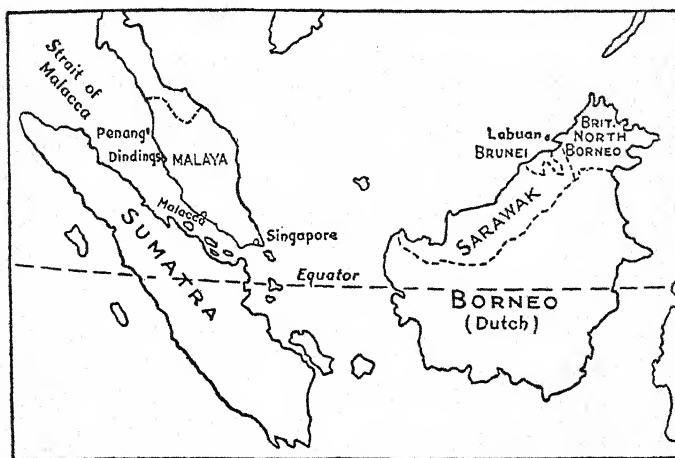 Strait of
Malacca
Penang
Dindings
MALAYA
Malacca
Singapore
SUMATRA
Equator
Labuan
BRUNEI
BRIT.
NORTH
BORNEO
SARAWAK
BORNEO
(Dutch)